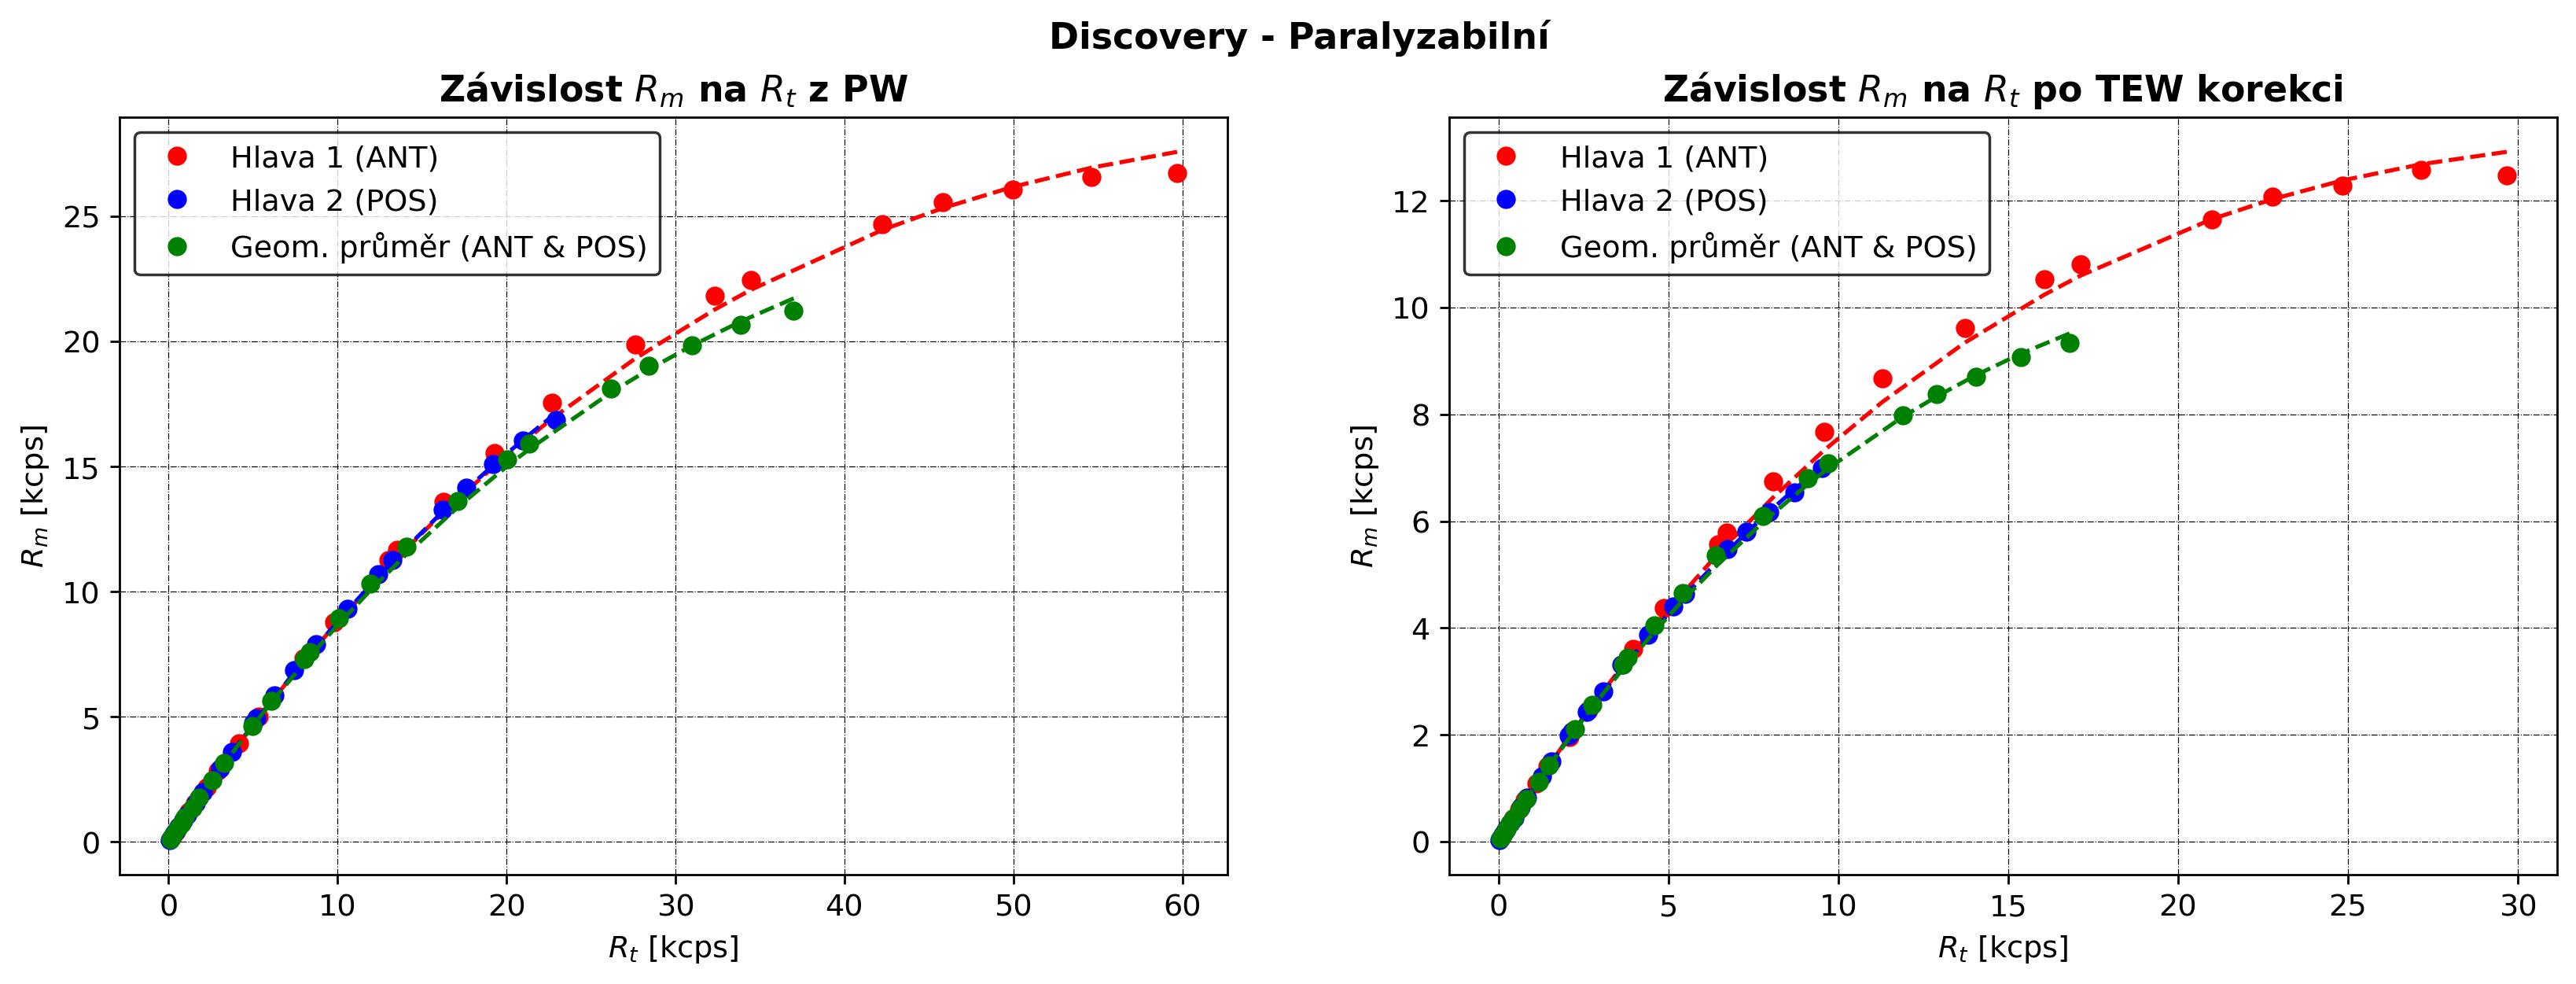 Discovery - Paralyzabilní
Závislost R_m na R_t z PW
Hlava 1 (ANT)
Hlava 2 (POS)
Geom. průměr (ANT & POS)
R_m [kcps]
25
20
15
10
5
0
0 10 20 30 40 50 60
R_t [kcps]
Závislost R_m na R_t po TEW korekci
Hlava 1 (ANT)
Hlava 2 (POS)
Geom. průměr (ANT & POS)
R_m [kcps]
12
10
8
6
4
2
0
0 5 10 15 20 25 30
R_t [kcps]